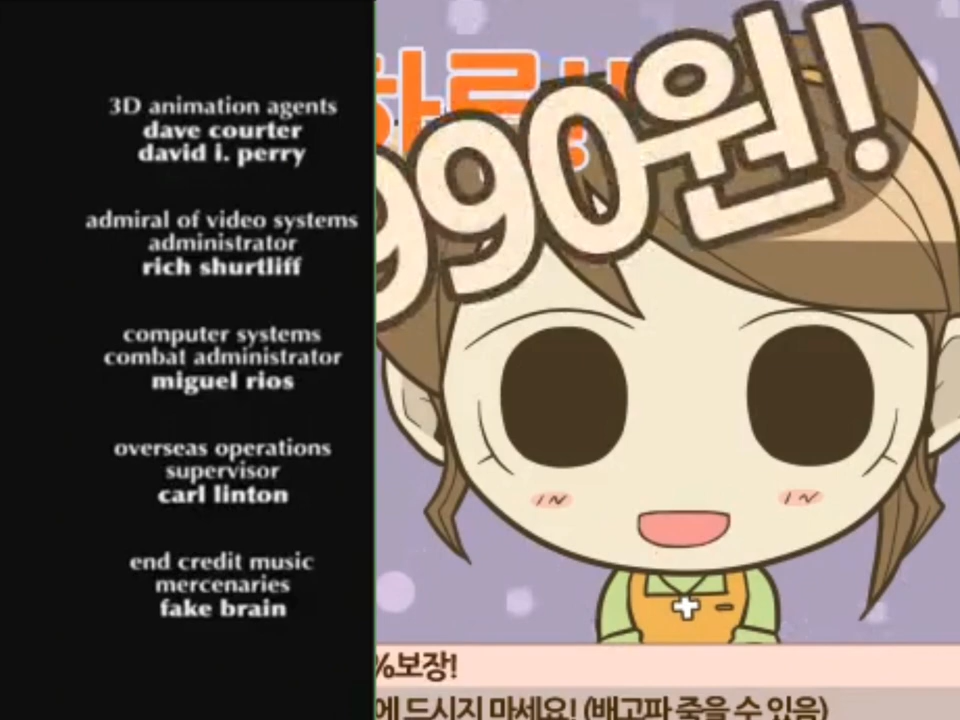 3D animation agents
dave courter
david i. perry
admiral of video systems
administrator
rich shurtliff
computer systems
combat administrator
miguel rios
overseas operations
supervisor
carl linton
end credit music
mercenaries
fake brain
하루
990원!
%보장!
에 드시지 마세요! (배고파 죽을 수 있음)